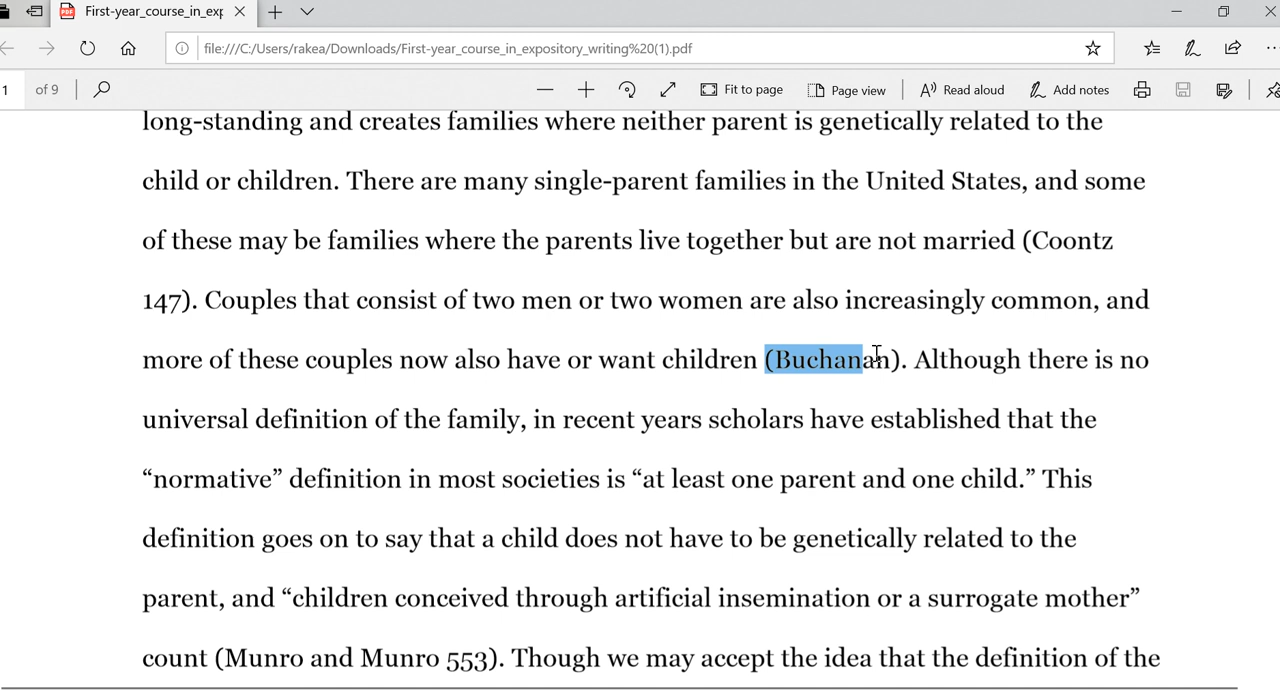 First-year_course_in_exp
file:///C:/Users/rakea/Downloads/First-year_course_in_expository_writing%20(1).pdf
1 of 9 Fit to page Page view Read aloud Add notes
long-standing and creates families where neither parent is genetically related to the
child or children. There are many single-parent families in the United States, and some
of these may be families where the parents live together but are not married (Coontz
147). Couples that consist of two men or two women are also increasingly common, and
more of these couples now also have or want children (Buchanan). Although there is no
universal definition of the family, in recent years scholars have established that the
“normative” definition in most societies is “at least one parent and one child.” This
definition goes on to say that a child does not have to be genetically related to the
parent, and “children conceived through artificial insemination or a surrogate mother”
count (Munro and Munro 553). Though we may accept the idea that the definition of the